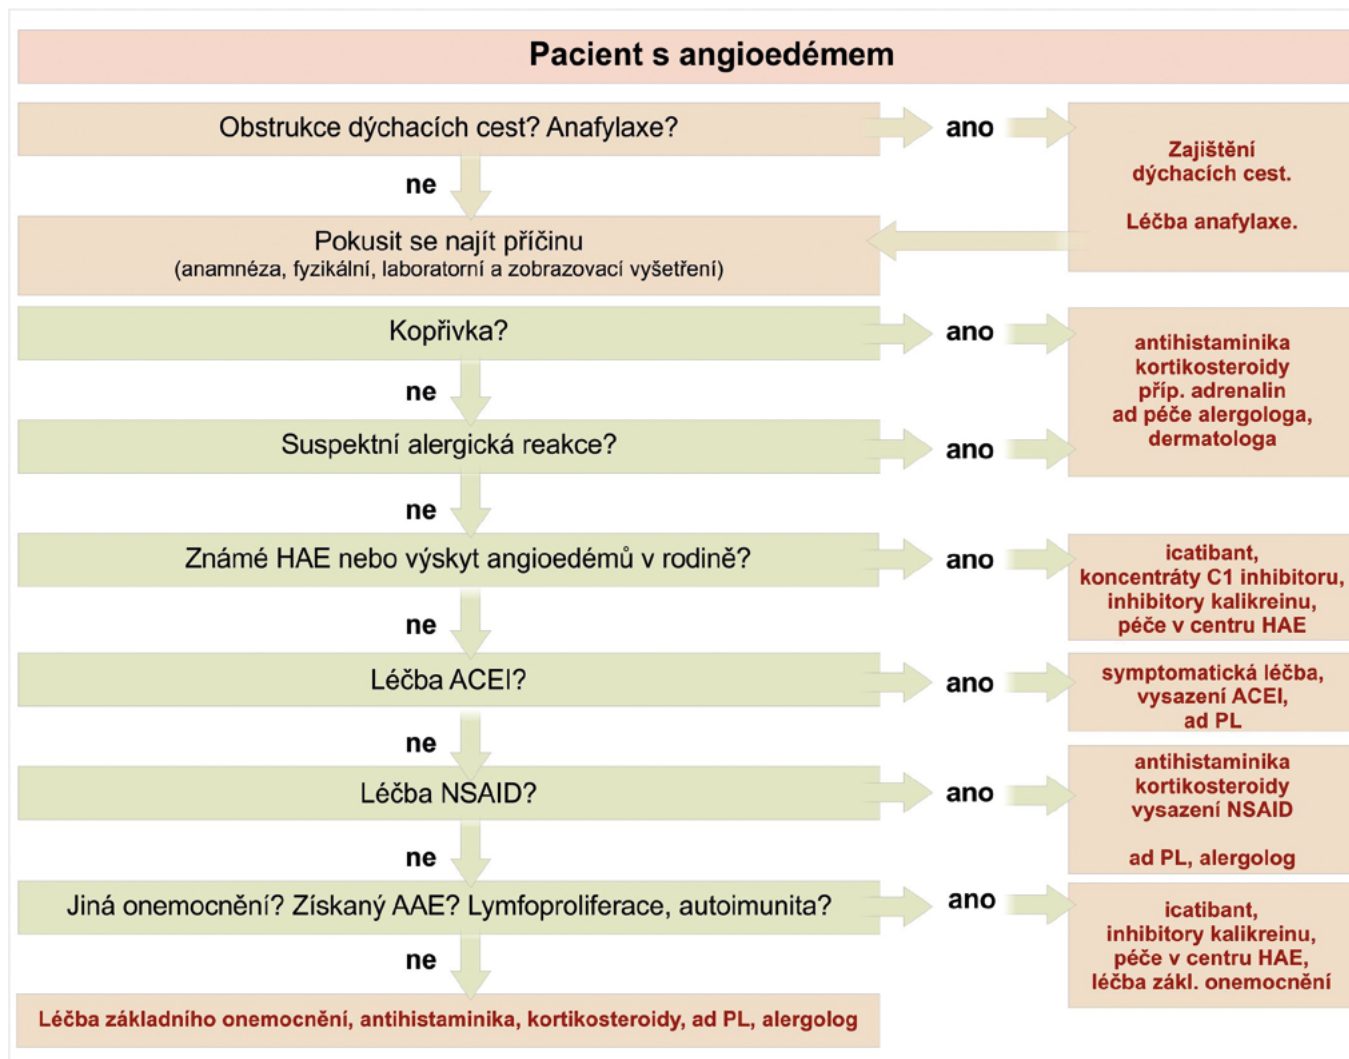 Pacient s angioedémem
Obstrukce dýchacích cest? Anafylaxe?
ano
Zajištění
dýchacích cest.
Léčba anafylaxe.
ne
Pokusit se najít příčinu
(anamnéza, fyzikální, laboratorní a zobrazovací vyšetření)
Kopřivka?
ano
antihistaminika
kortikosteroidy
příp. adrenalin
ad péče alergologa,
dermatologa
ne
Suspektní alergická reakce?
ano
ne
Známé HAE nebo výskyt angioedémů v rodině?
ano
icatibant,
koncentráty C1 inhibitoru,
inhibitory kalikreinu,
péče v centru HAE
ne
Léčba ACEI?
ano
symptomatická léčba,
vysazení ACEI,
ad PL
ne
Léčba NSAID?
ano
antihistaminika
kortikosteroidy
vysazení NSAID
ad PL, alergolog
ne
Jiná onemocnění? Získaný AAE? Lymfoproliferace, autoimunita?
ano
icatibant,
inhibitory kalikreinu,
péče v centru HAE,
léčba zákl. onemocnění
ne
Léčba základního onemocnění, antihistaminika, kortikosteroidy, ad PL, alergolog